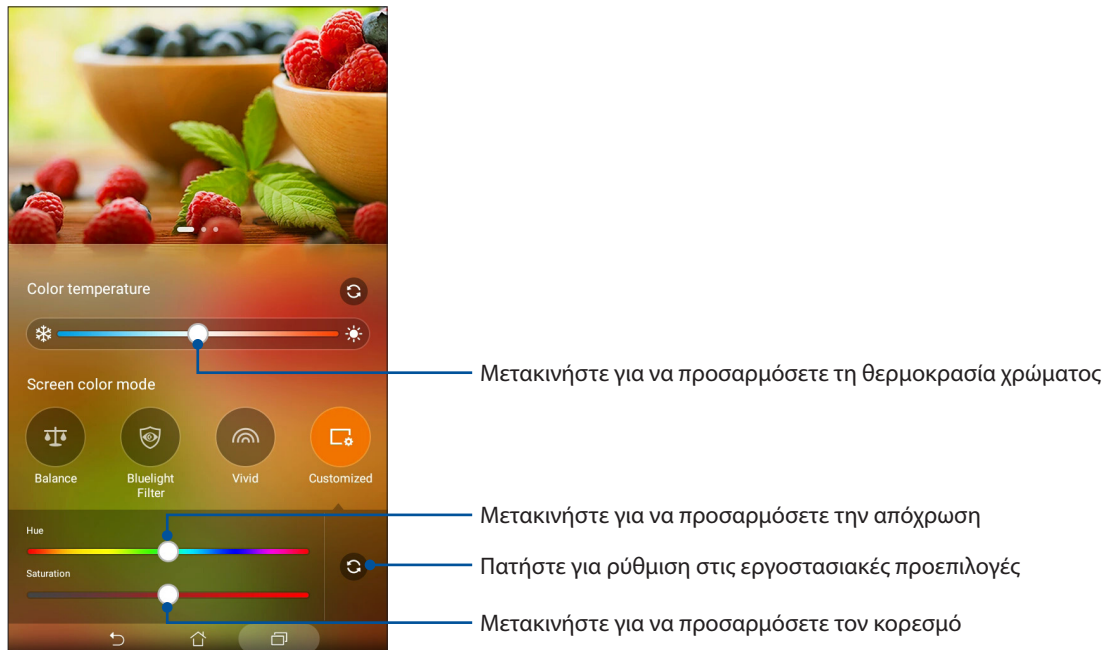 Color temperature
Μετακινήστε για να προσαρμόσετε τη θερμοκρασία χρώματος
Screen color mode
Balance
Bluelight
Filter
Vivid
Customized
Hue
Μετακινήστε για να προσαρμόσετε την απόχρωση
Πατήστε για ρύθμιση στις εργοστασιακές προεπιλογές
Saturation
Μετακινήστε για να προσαρμόσετε τον κορεσμό